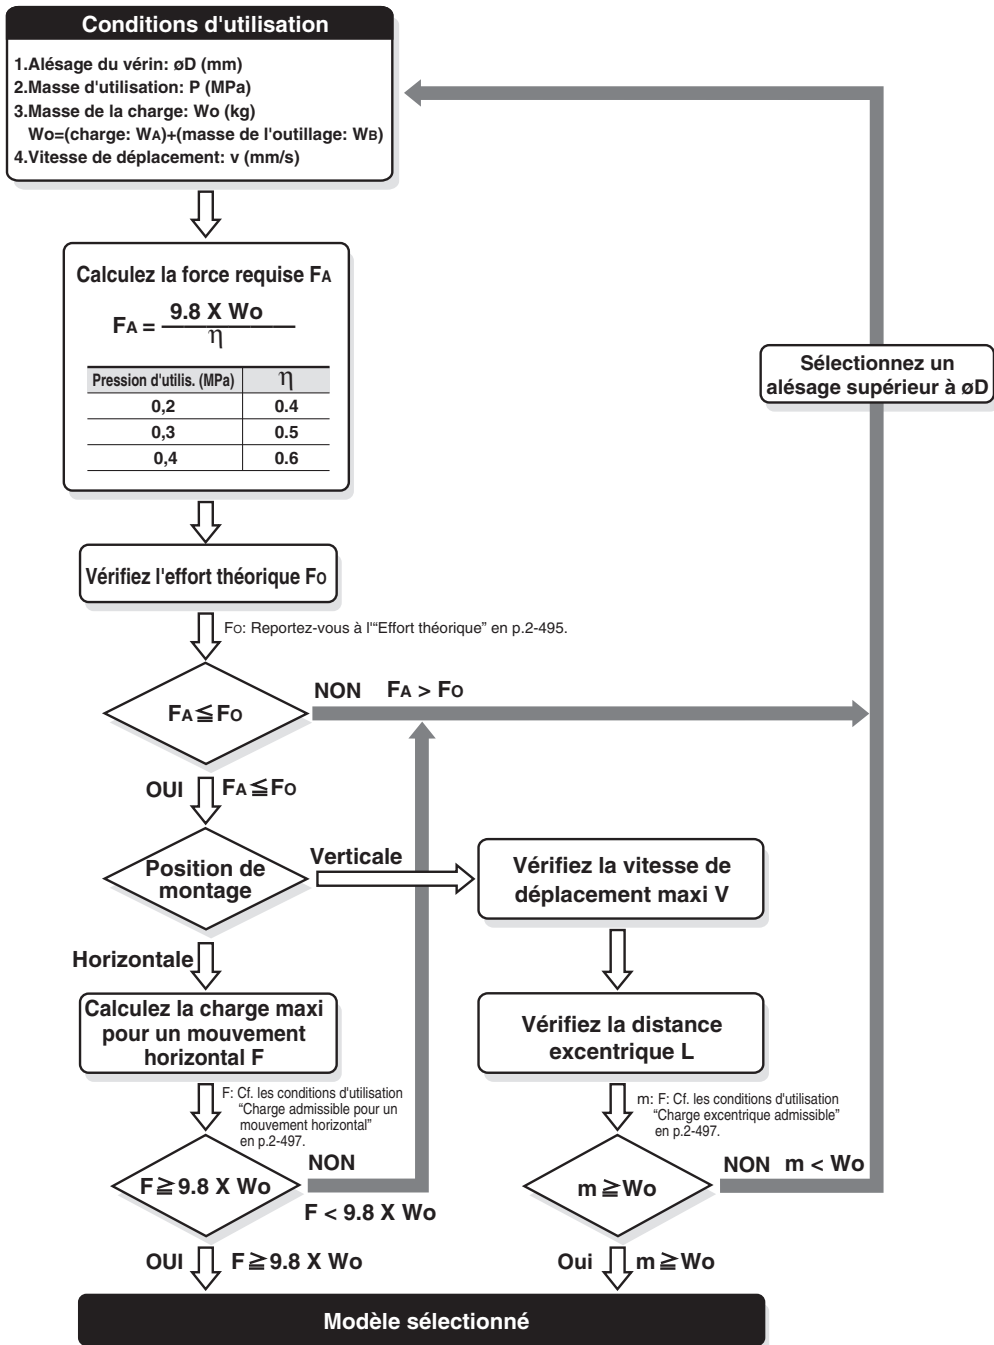 Conditions d'utilisation
1.Alésage du vérin: øD (mm)
2.Masse d'utilisation: P (MPa)
3.Masse de la charge: Wo (kg)
Wo=(charge: WA)+(masse de l'outillage: WB)
4.Vitesse de déplacement: v (mm/s)
Calculez la force requise FA
FA = 9.8 X Wo / η
Pression d'utilis. (MPa) η
0,2 0.4
0,3 0.5
0,4 0.6
Sélectionnez un
alésage supérieur à øD
Vérifiez l'effort théorique FO
FO: Reportez-vous à l'“Effort théorique” en p.2-495.
FA≦FO
NON FA > FO
OUI FA≦FO
Position de
montage
Verticale
Vérifiez la vitesse de
déplacement maxi V
Horizontale
Calculez la charge maxi
pour un mouvement
horizontal F
Vérifiez la distance
excentrique L
F: Cf. les conditions d'utilisation
“Charge admissible pour un
mouvement horizontal”
en p.2-497.
m: F: Cf. les conditions d'utilisation
“Charge excentrique admissible”
en p.2-497.
F≧9.8 X Wo
NON
F < 9.8 X Wo
m≧Wo
NON m < Wo
OUI F≧9.8 X Wo
Oui m≧Wo
Modèle sélectionné